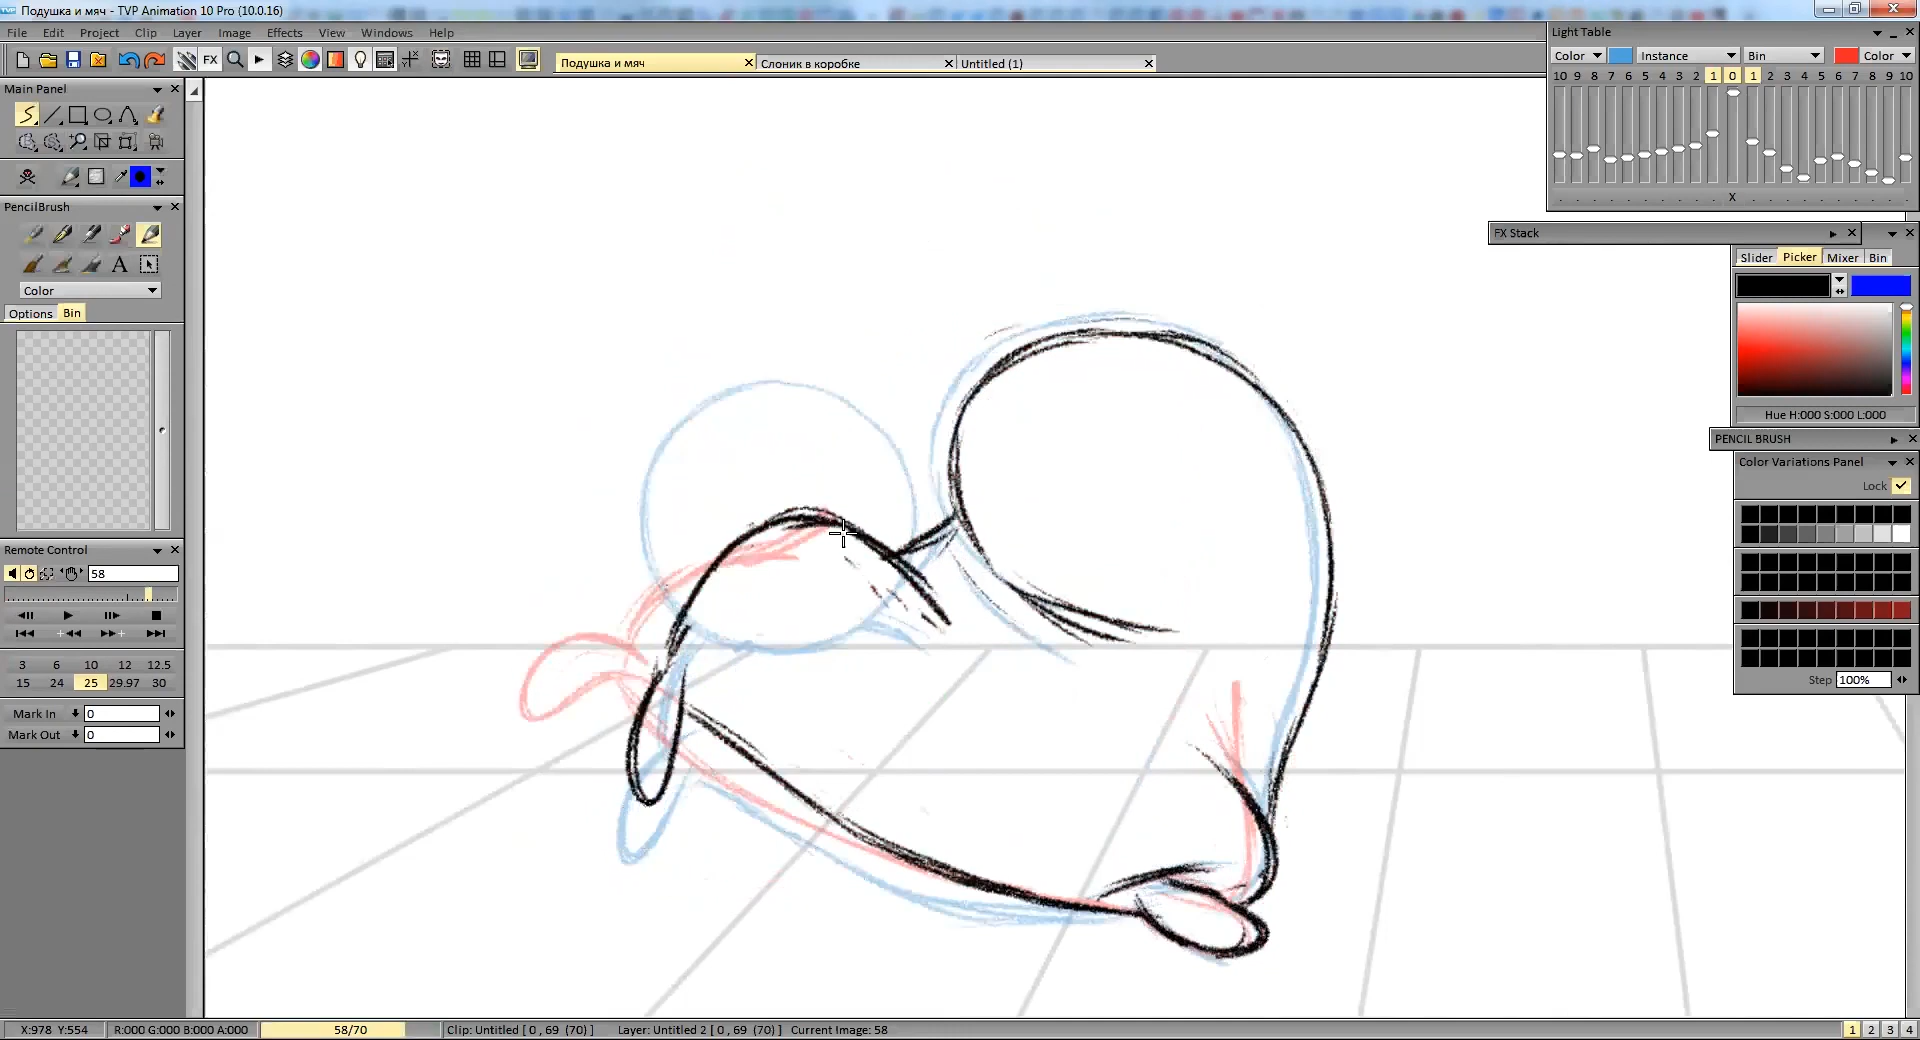 Подушка и мяч - TVP Animation 10 Pro (10.0.16)
File Edit Project Clip Layer Image Effects View Windows Help
FX
Подушка и мяч
Слоник в коробке
Untitled (1)
Light Table
Color Instance Bin Color
10 9 8 7 6 5 4 3 2 1 0 1 2 3 4 5 6 7 8 9 10
X
Main Panel
PencilBrush
A
Color
Options Bin
FX Stack
Slider Picker Mixer Bin
Hue H:000 S:000 L:000
PENCIL BRUSH
Color Variations Panel
Lock
Step 100%
Remote Control
58
3 6 10 12 12.5
15 24 25 29.97 30
Mark In 0
Mark Out 0
X:978 Y:554 R:000 G:000 B:000 A:000 58/70 Clip: Untitled [ 0 , 69 (70) ] Layer: Untitled 2 [ 0 , 69 (70) ] Current Image: 58 1 2 3 4